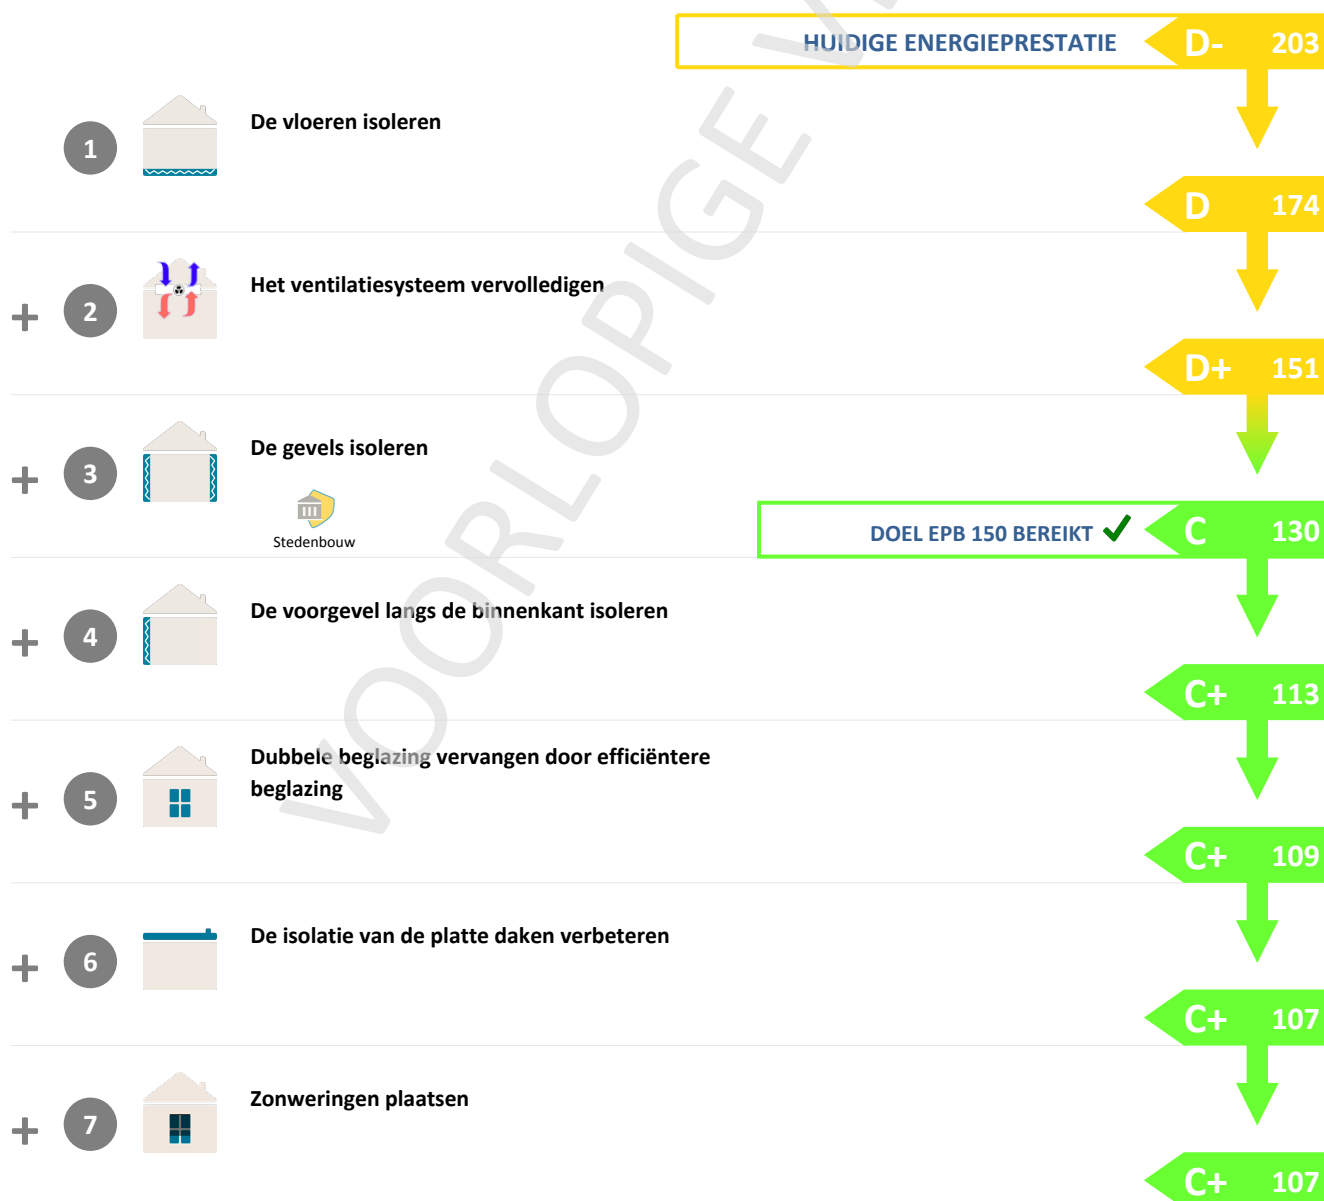 HUIDIGE ENERGIEPRESTATIE D- 203
1 De vloeren isoleren
D 174
+ 2 Het ventilatiesysteem vervolledigen
D+ 151
+ 3 De gevels isoleren
Stedenbouw
DOEL EPB 150 BEREIKT C 130
+ 4 De voorgevel langs de binnenkant isoleren
C+ 113
+ 5 Dubbele beglazing vervangen door efficiëntere
beglazing
C+ 109
+ 6 De isolatie van de platte daken verbeteren
C+ 107
+ 7 Zonweringen plaatsen
C+ 107
VOORLOPIGE